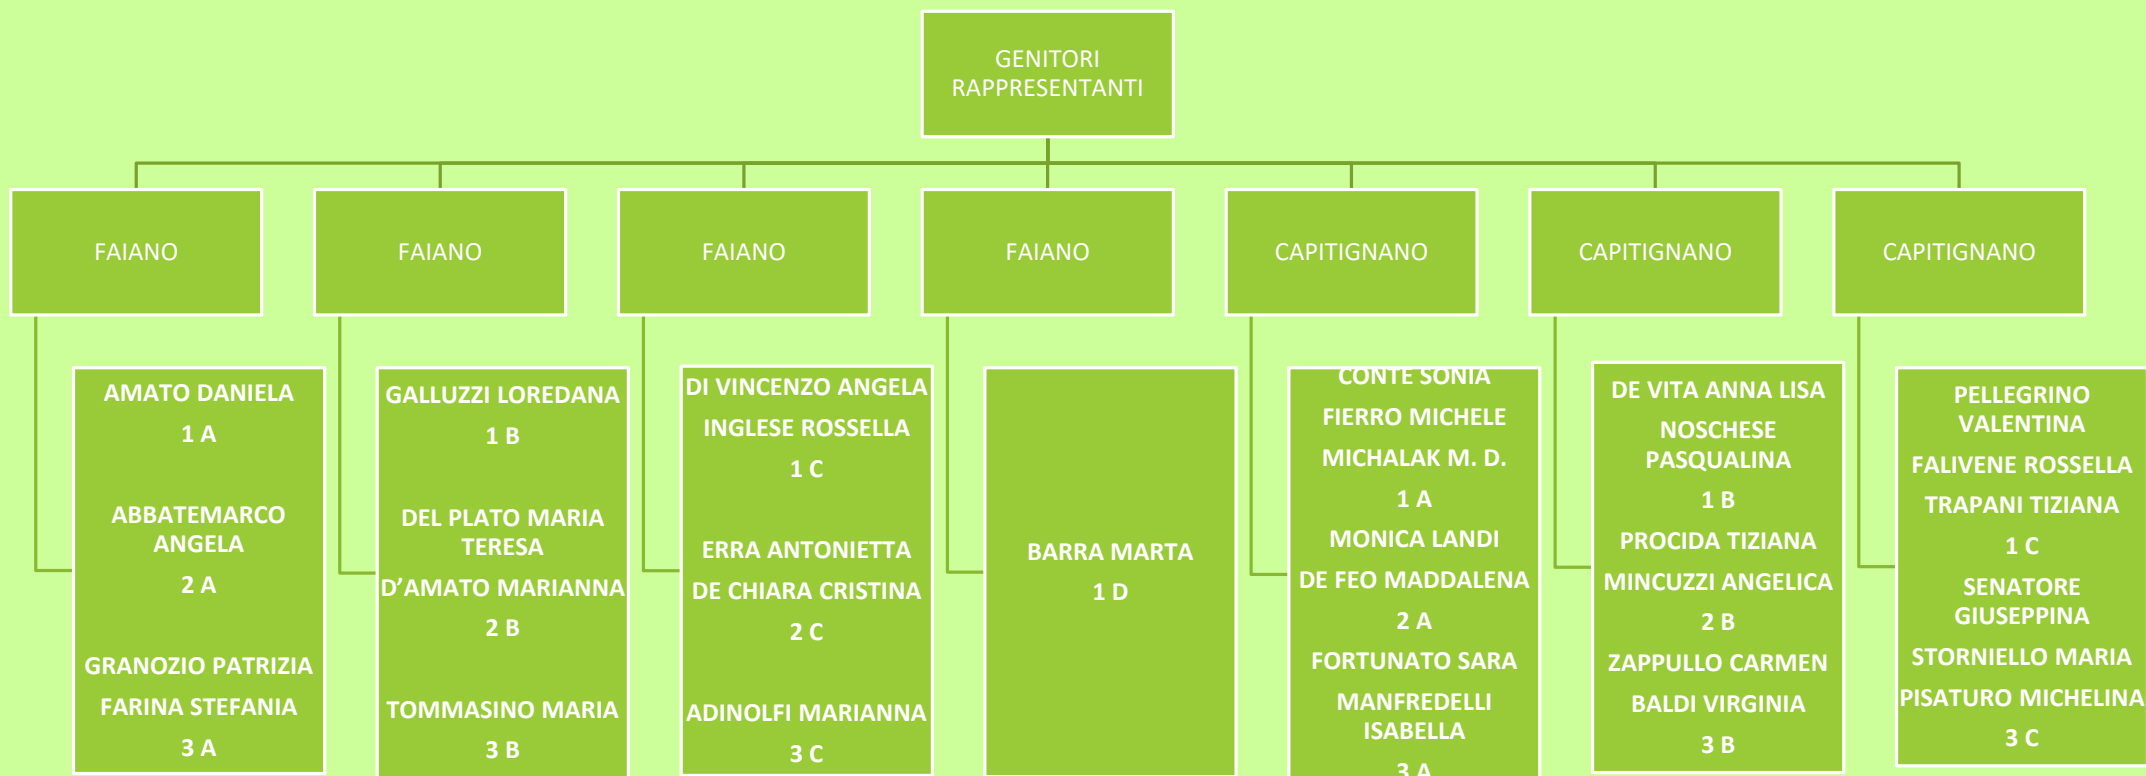 GENITORI
RAPPRESENTANTI
FAIANO
FAIANO
FAIANO
FAIANO
CAPITIGNANO
CAPITIGNANO
CAPITIGNANO
AMATO DANIELA
1 A
ABBATEMARCO
ANGELA
2 A
GRANOZIO PATRIZIA
FARINA STEFANIA
3 A
GALLUZZI LOREDANA
1 B
DEL PLATO MARIA
TERESA
D’AMATO MARIANNA
2 B
TOMMASINO MARIA
3 B
DI VINCENZO ANGELA
INGLESE ROSSELLA
1 C
ERRA ANTONIETTA
DE CHIARA CRISTINA
2 C
ADINOLFI MARIANNA
3 C
BARRA MARTA
1 D
CONTE SONIA
FIERRO MICHELE
MICHALAK M. D.
1 A
MONICA LANDI
DE FEO MADDALENA
2 A
FORTUNATO SARA
MANFREDELLI
ISABELLA
3 A
DE VITA ANNA LISA
NOSCHESE
PASQUALINA
1 B
PROCIDA TIZIANA
MINCUZZI ANGELICA
2 B
ZAPPULLO CARMEN
BALDI VIRGINIA
3 B
PELLEGRINO
VALENTINA
FALIVENE ROSSELLA
TRAPANI TIZIANA
1 C
SENATORE
GIUSEPPINA
STORNIELLO MARIA
PISATURO MICHELINA
3 C